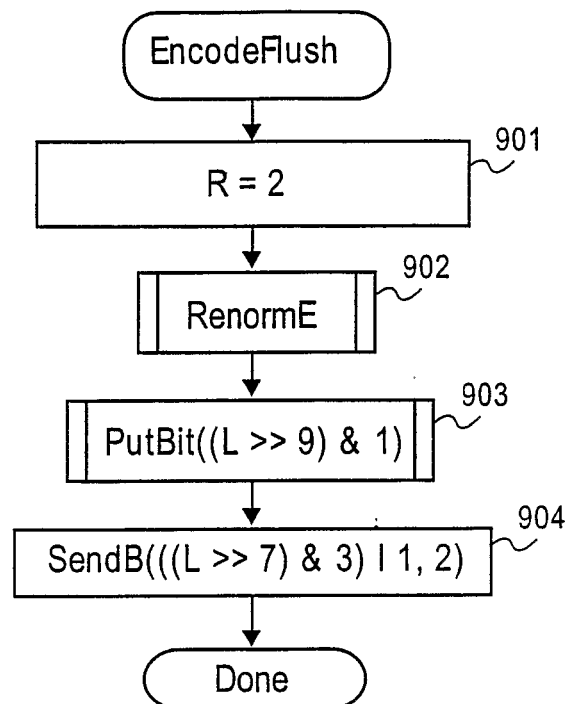 EncodeFlush
901
R = 2
902
RenormE
903
PutBit((L >> 9) & 1)
904
SendB(((L >> 7) & 3) | 1, 2)
Done